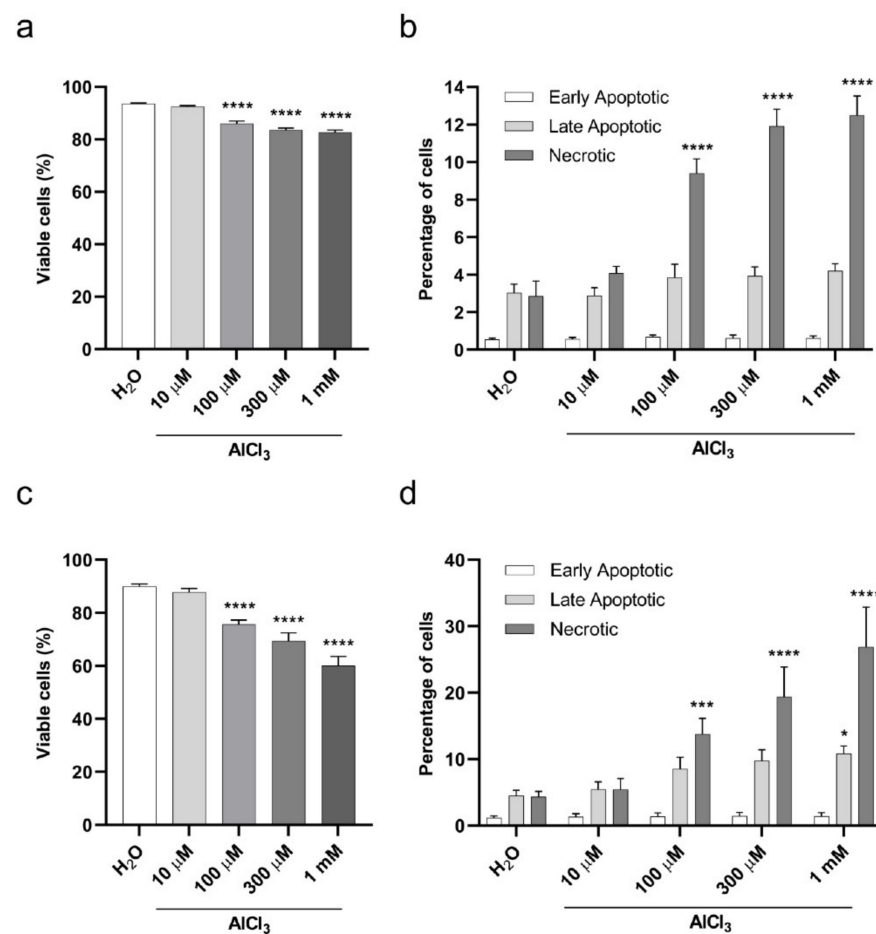 a
100
80
60
40
20
0
Viable cells (%)
****
****
****
H₂O
10 μM
100 μM
300 μM
1 mM
AlCl₃
b
14
12
10
8
6
4
2
0
Percentage of cells
Early Apoptotic
Late Apoptotic
Necrotic
****
****
****
H₂O
10 μM
100 μM
300 μM
1 mM
AlCl₃
c
100
80
60
40
20
0
Viable cells (%)
****
****
****
H₂O
10 μM
100 μM
300 μM
1 mM
AlCl₃
d
40
30
20
10
0
Percentage of cells
Early Apoptotic
Late Apoptotic
Necrotic
***
****
*
****
H₂O
10 μM
100 μM
300 μM
1 mM
AlCl₃